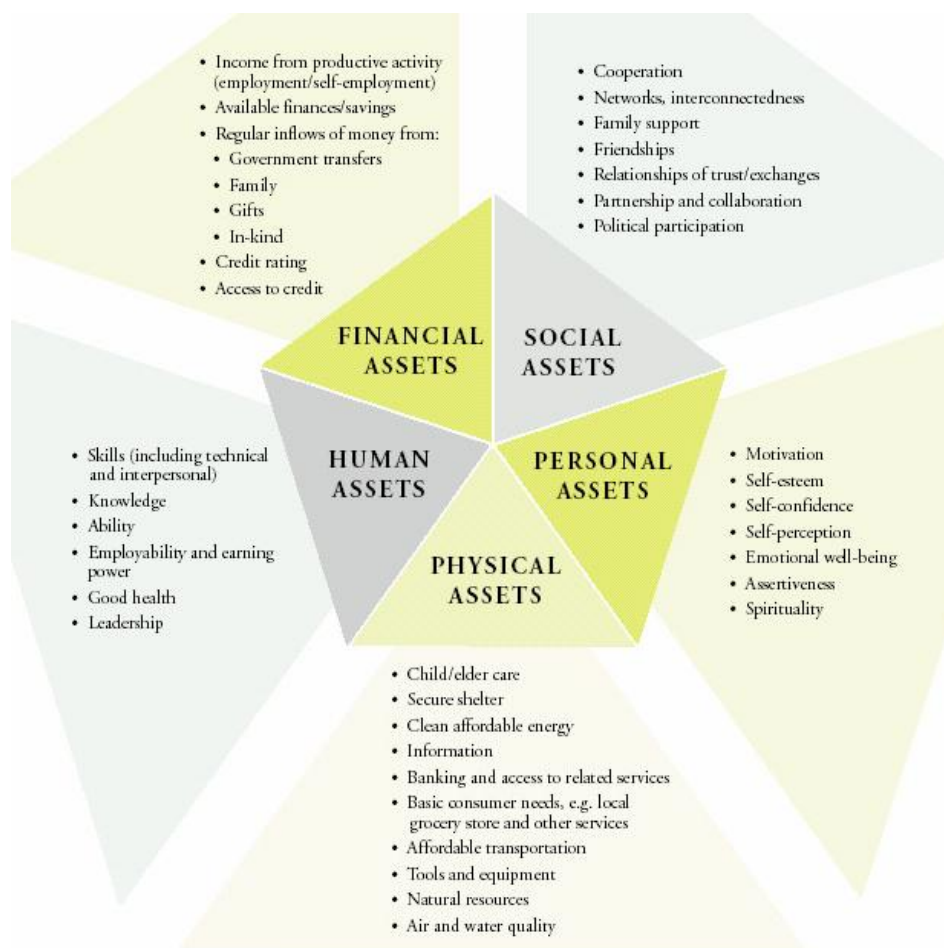 • Income from productive activity
(employment/self-employment)
• Available finances/savings
• Regular inflows of money from:
• Government transfers
• Family
• Gifts
• In-kind
• Credit rating
• Access to credit
• Cooperation
• Networks, interconnectedness
• Family support
• Friendships
• Relationships of trust/exchanges
• Partnership and collaboration
• Political participation
FINANCIAL
ASSETS
SOCIAL
ASSETS
• Skills (including technical
and interpersonal)
• Knowledge
• Ability
• Employability and earning
power
• Good health
• Leadership
HUMAN
ASSETS
PERSONAL
ASSETS
• Motivation
• Self-esteem
• Self-confidence
• Self-perception
• Emotional well-being
• Assertiveness
• Spirituality
PHYSICAL
ASSETS
• Child/elder care
• Secure shelter
• Clean affordable energy
• Information
• Banking and access to related services
• Basic consumer needs, e.g. local
grocery store and other services
• Affordable transportation
• Tools and equipment
• Natural resources
• Air and water quality